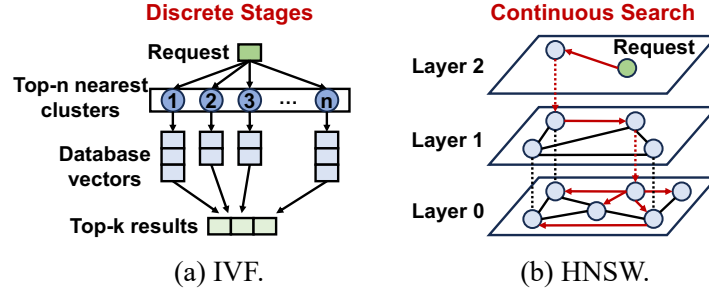 Discrete Stages
Request
Top-n nearest
clusters
1 2 3 ... n
Database
vectors
Top-k results
(a) IVF.
Continuous Search
Request
Layer 2
Layer 1
Layer 0
(b) HNSW.